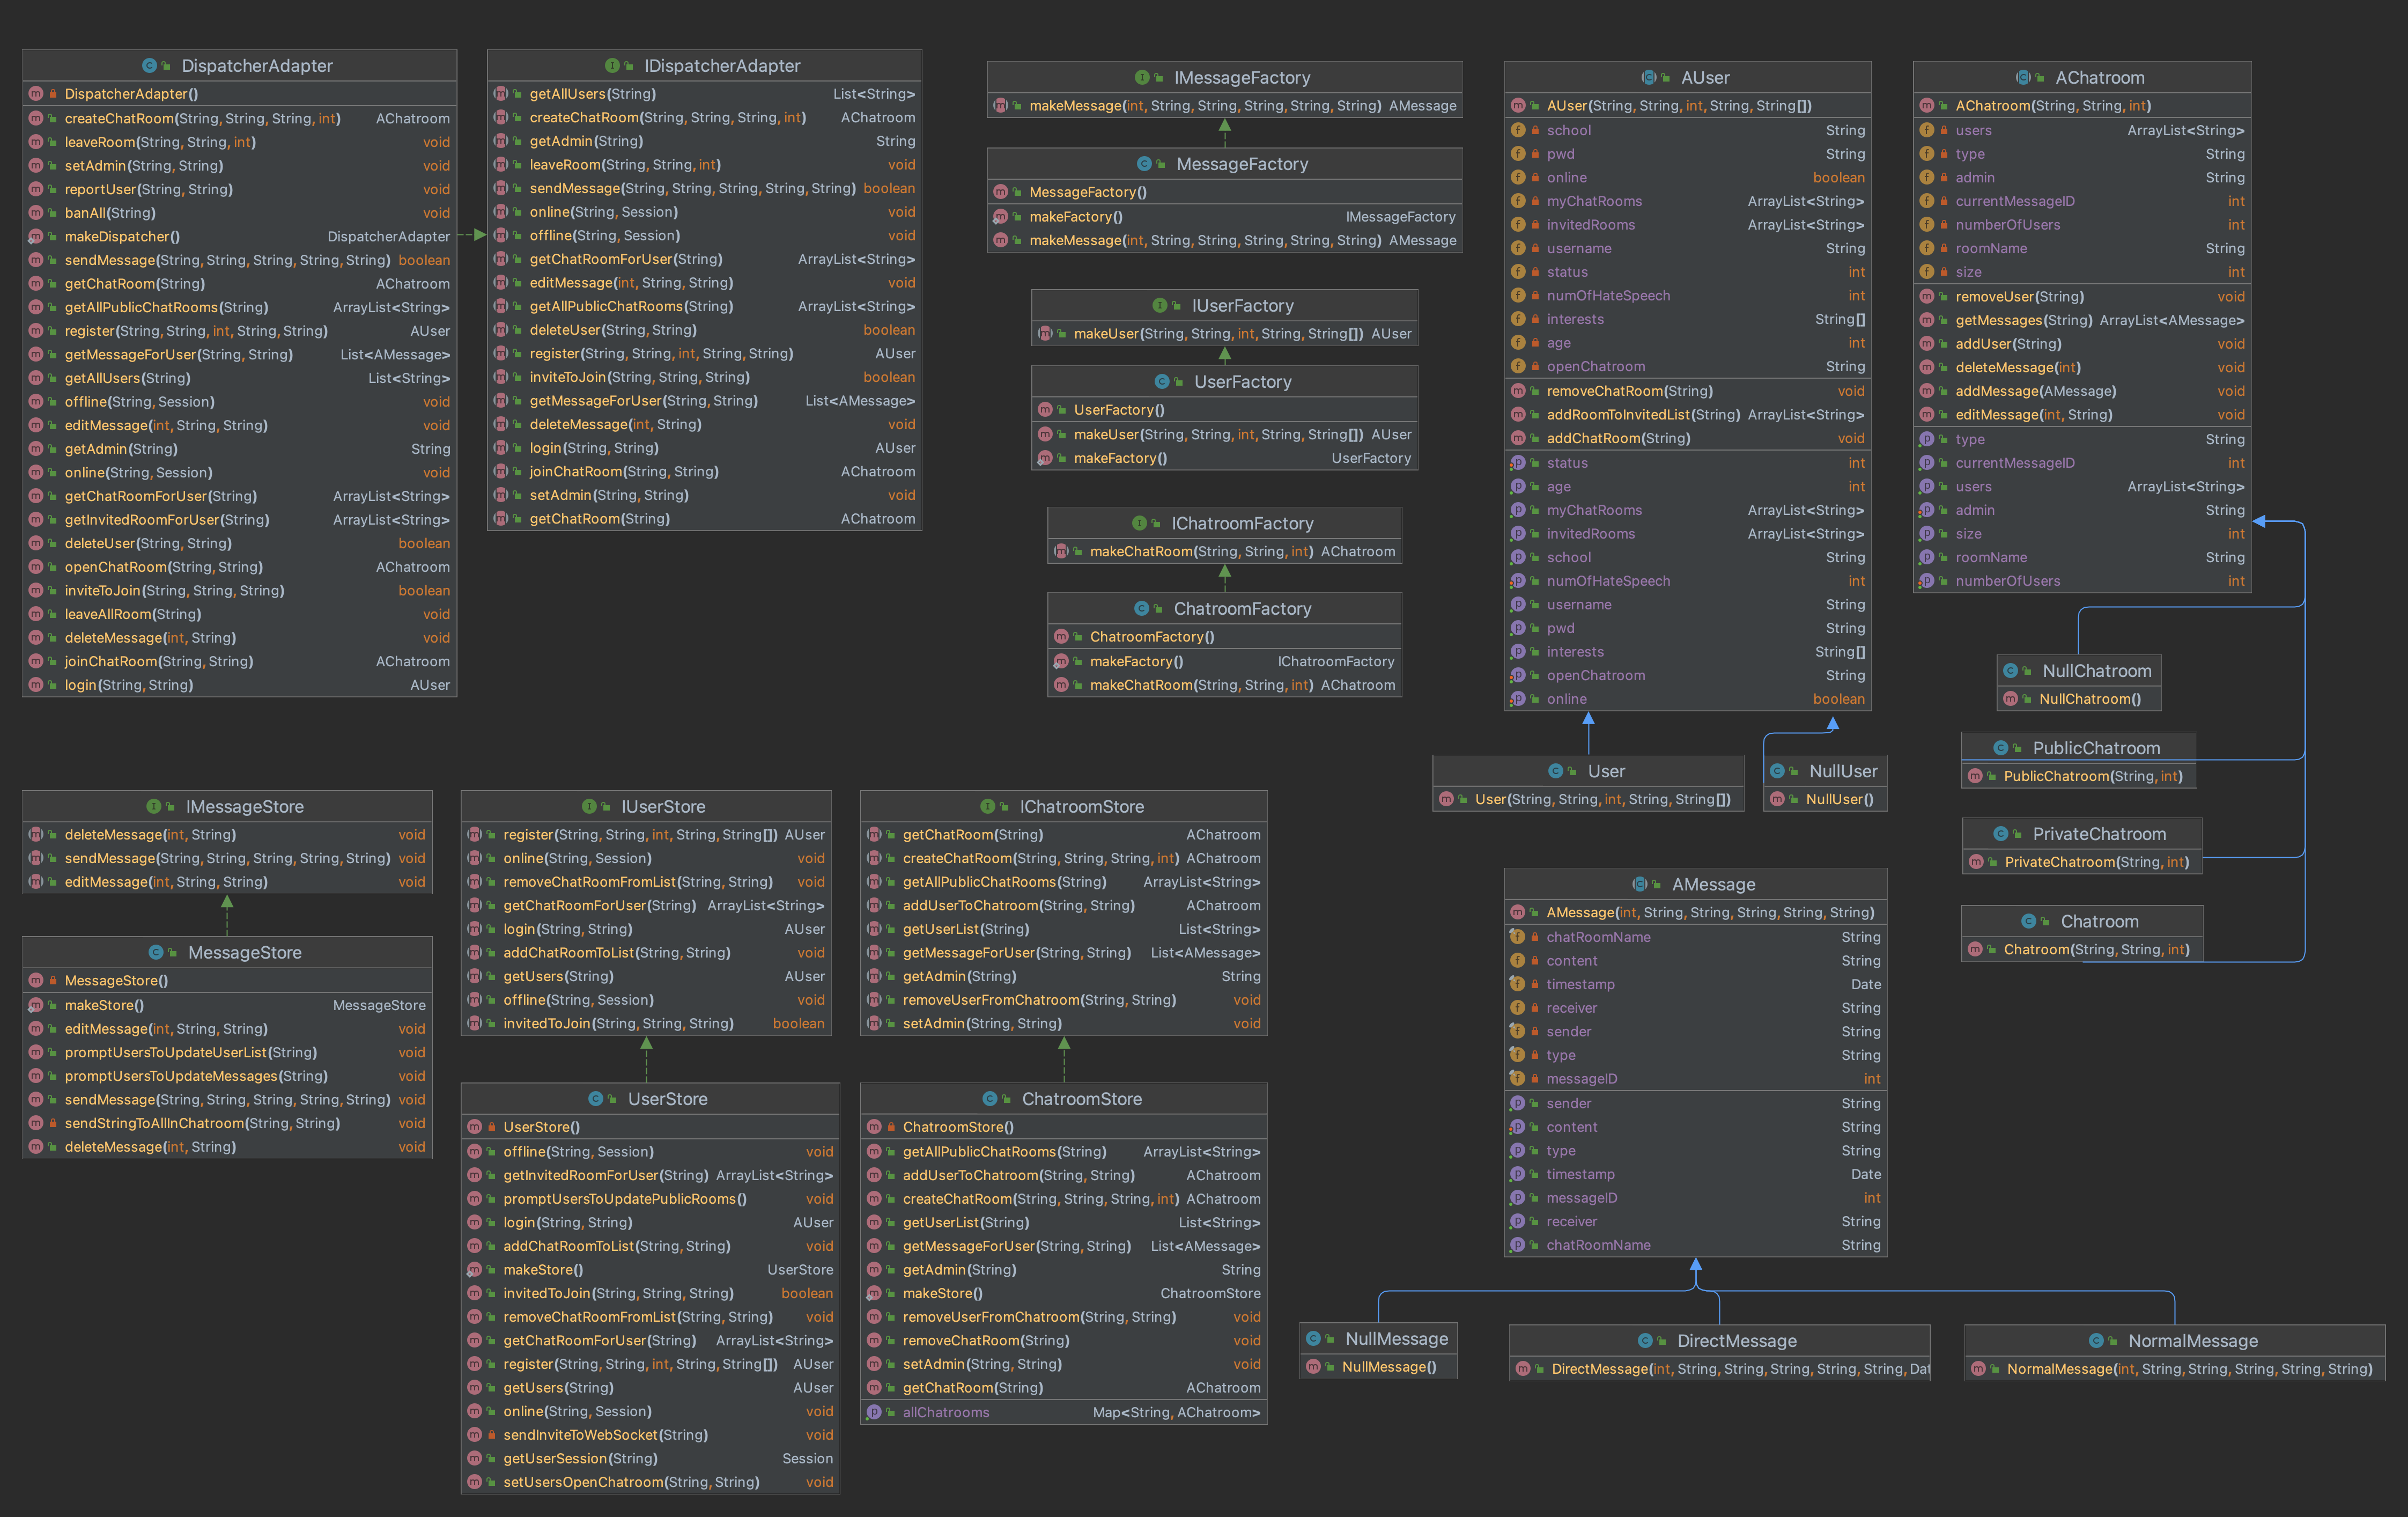 DispatcherAdapter
DispatcherAdapter()
createChatRoom(String, String, String, int) AChatroom
leaveRoom(String, String, int) void
setAdmin(String, String) void
reportUser(String, String) void
banAll(String) void
makeDispatcher() DispatcherAdapter
sendMessage(String, String, String, String, String) boolean
getChatRoom(String) AChatroom
getAllPublicChatRooms(String) ArrayList<String>
register(String, String, int, String, String) AUser
getMessageForUser(String, String) List<AMessage>
getAllUsers(String) List<String>
offline(String, Session) void
editMessage(int, String, String) void
getAdmin(String) String
online(String, Session) void
getChatRoomForUser(String) ArrayList<String>
getInvitedRoomForUser(String) ArrayList<String>
deleteUser(String, String) boolean
openChatRoom(String, String) AChatroom
inviteToJoin(String, String, String) boolean
leaveAllRoom(String) void
deleteMessage(int, String) void
joinChatRoom(String, String) AChatroom
login(String, String) AUser
IDispatcherAdapter
getAllUsers(String) List<String>
createChatRoom(String, String, String, int) AChatroom
getAdmin(String) String
leaveRoom(String, String, int) void
sendMessage(String, String, String, String, String) boolean
online(String, Session) void
offline(String, Session) void
getChatRoomForUser(String) ArrayList<String>
editMessage(int, String, String) void
getAllPublicChatRooms(String) ArrayList<String>
deleteUser(String, String) boolean
register(String, String, int, String, String) AUser
inviteToJoin(String, String, String) boolean
getMessageForUser(String, String) List<AMessage>
deleteMessage(int, String) void
login(String, String) AUser
joinChatRoom(String, String) AChatroom
setAdmin(String, String) void
getChatRoom(String) AChatroom
IMessageFactory
makeMessage(int, String, String, String, String, String) AMessage
MessageFactory
MessageFactory()
makeFactory() IMessageFactory
makeMessage(int, String, String, String, String, String) AMessage
IUserFactory
makeUser(String, String, int, String, String[]) AUser
UserFactory
UserFactory()
makeUser(String, String, int, String, String[]) AUser
makeFactory() UserFactory
IChatroomFactory
makeChatRoom(String, String, int) AChatroom
ChatroomFactory
ChatroomFactory()
makeFactory() IChatroomFactory
makeChatRoom(String, String, int) AChatroom
AUser
AUser(String, String, int, String, String[])
school String
pwd String
online boolean
myChatRooms ArrayList<String>
invitedRooms ArrayList<String>
username String
status int
numOfHateSpeech int
interests String[]
age int
openChatroom String
removeChatRoom(String) void
addRoomToInvitedList(String) ArrayList<String>
addChatRoom(String) void
status int
age int
myChatRooms ArrayList<String>
invitedRooms ArrayList<String>
school String
numOfHateSpeech int
username String
pwd String
interests String[]
openChatroom String
online boolean
AChatroom
AChatroom(String, String, int)
users ArrayList<String>
type String
admin String
currentMessageID int
numberOfUsers int
roomName String
size int
removeUser(String) void
getMessages(String) ArrayList<AMessage>
addUser(String) void
deleteMessage(int) void
addMessage(AMessage) void
editMessage(int, String) void
type String
currentMessageID int
users ArrayList<String>
admin String
size int
roomName String
numberOfUsers int
NullChatroom
NullChatroom()
PublicChatroom
PublicChatroom(String, int)
PrivateChatroom
PrivateChatroom(String, int)
Chatroom
Chatroom(String, String, int)
User
User(String, String, int, String, String[])
NullUser
NullUser()
IMessageStore
deleteMessage(int, String) void
sendMessage(String, String, String, String, String) void
editMessage(int, String, String) void
MessageStore
MessageStore()
makeStore() MessageStore
editMessage(int, String, String) void
promptUsersToUpdateUserList(String) void
promptUsersToUpdateMessages(String) void
sendMessage(String, String, String, String, String) void
sendStringToAllInChatroom(String, String) void
deleteMessage(int, String) void
IUserStore
register(String, String, int, String, String[]) AUser
online(String, Session) void
removeChatRoomFromList(String, String) void
getChatRoomForUser(String) ArrayList<String>
login(String, String) AUser
addChatRoomToList(String, String) void
getUsers(String) AUser
offline(String, Session) void
invitedToJoin(String, String, String) boolean
UserStore
UserStore()
offline(String, Session) void
getInvitedRoomForUser(String) ArrayList<String>
promptUsersToUpdatePublicRooms() void
login(String, String) AUser
addChatRoomToList(String, String) void
makeStore() UserStore
invitedToJoin(String, String, String) boolean
removeChatRoomFromList(String, String) void
getChatRoomForUser(String) ArrayList<String>
register(String, String, int, String, String[]) AUser
getUsers(String) AUser
online(String, Session) void
sendInviteToWebSocket(String) void
getUserSession(String) Session
setUsersOpenChatroom(String, String) void
IChatroomStore
getChatRoom(String) AChatroom
createChatRoom(String, String, String, int) AChatroom
getAllPublicChatRooms(String) ArrayList<String>
addUserToChatroom(String, String) AChatroom
getUserList(String) List<String>
getMessageForUser(String, String) List<AMessage>
getAdmin(String) String
removeUserFromChatroom(String, String) void
setAdmin(String, String) void
ChatroomStore
ChatroomStore()
getAllPublicChatRooms(String) ArrayList<String>
addUserToChatroom(String, String) AChatroom
createChatRoom(String, String, String, int) AChatroom
getUserList(String) List<String>
getMessageForUser(String, String) List<AMessage>
getAdmin(String) String
makeStore() ChatroomStore
removeUserFromChatroom(String, String) void
removeChatRoom(String) void
setAdmin(String, String) void
getChatRoom(String) AChatroom
allChatrooms Map<String, AChatroom>
AMessage
AMessage(int, String, String, String, String, String)
chatRoomName String
content String
timestamp Date
receiver String
sender String
type String
messageID int
sender String
content String
type String
timestamp Date
messageID int
receiver String
chatRoomName String
NullMessage
NullMessage()
DirectMessage
DirectMessage(int, String, String, String, String, String, Dat
NormalMessage
NormalMessage(int, String, String, String, String, String)